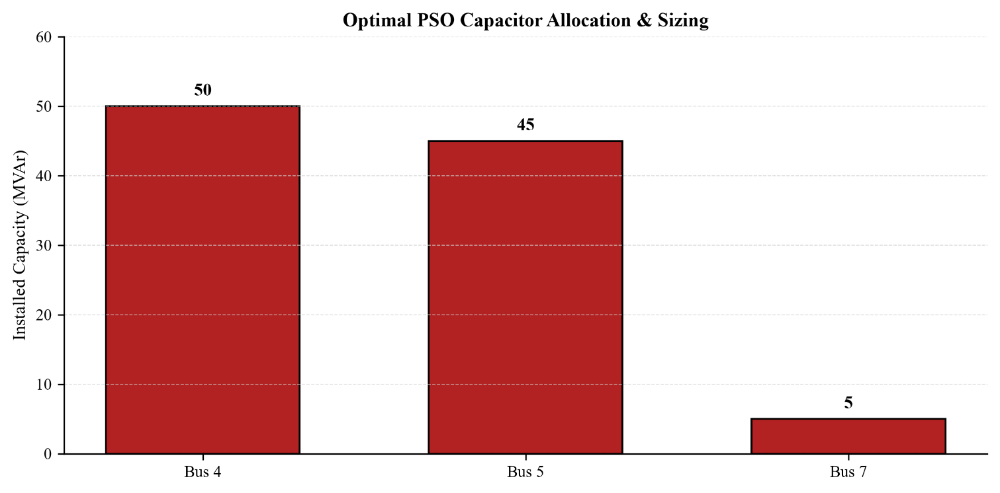 Optimal PSO Capacitor Allocation & Sizing
Installed Capacity (MVAr)
60
50
40
30
20
10
0
50
45
5
Bus 4
Bus 5
Bus 7